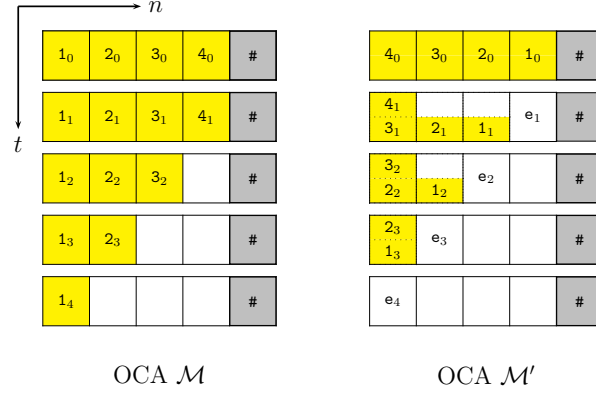 n
1₀ 2₀ 3₀ 4₀ # 4₀ 3₀ 2₀ 1₀ #
4₁
1₁ 2₁ 3₁ 4₁ # e₁ #
3₁ 2₁ 1₁
t
3₂
1₂ 2₂ 3₂ # e₂ #
2₂ 1₂
2₃
1₃ 2₃ # e₃ #
1₃
1₄ # e₄ #
OCA ℳ OCA ℳ′